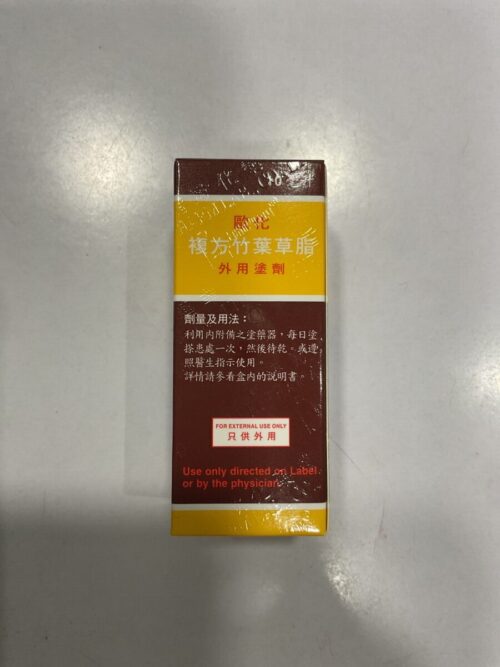 歐化
複方竹葉草脂
外用塗劑
劑量及用法：
利用內附備之塗藥器，每日塗
搽患處一次，然後待乾。或遵
照醫生指示使用。
詳情請參看盒內的說明書。
FOR EXTERNAL USE ONLY
只供外用
Use only directed on Label
or by the physician.